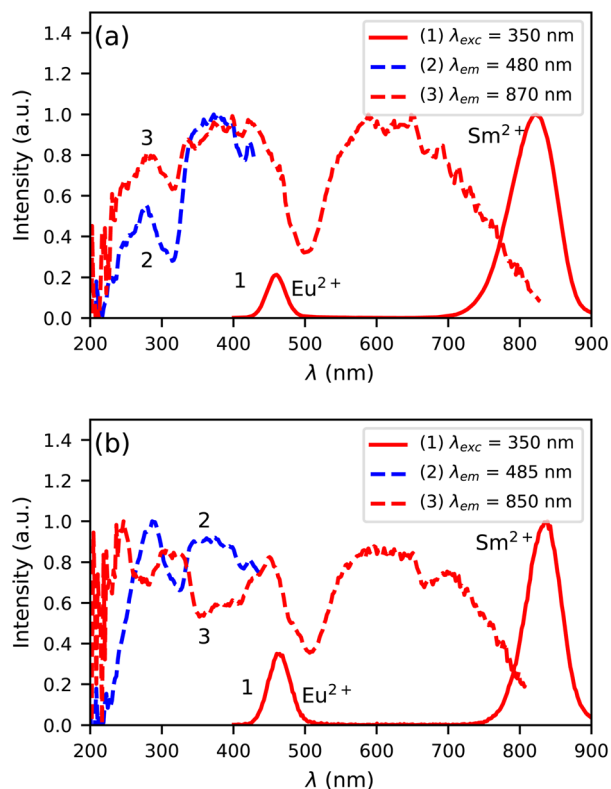 (a)
(1) λexc = 350 nm
(2) λem = 480 nm
(3) λem = 870 nm
Intensity (a.u.)
1.4
1.2
1.0
0.8
0.6
0.4
0.2
0.0
3
2
1
Eu²⁺
Sm²⁺
200 300 400 500 600 700 800 900
λ (nm)
(b)
(1) λexc = 350 nm
(2) λem = 485 nm
(3) λem = 850 nm
Intensity (a.u.)
1.4
1.2
1.0
0.8
0.6
0.4
0.2
0.0
2
3
1
Eu²⁺
Sm²⁺
200 300 400 500 600 700 800 900
λ (nm)